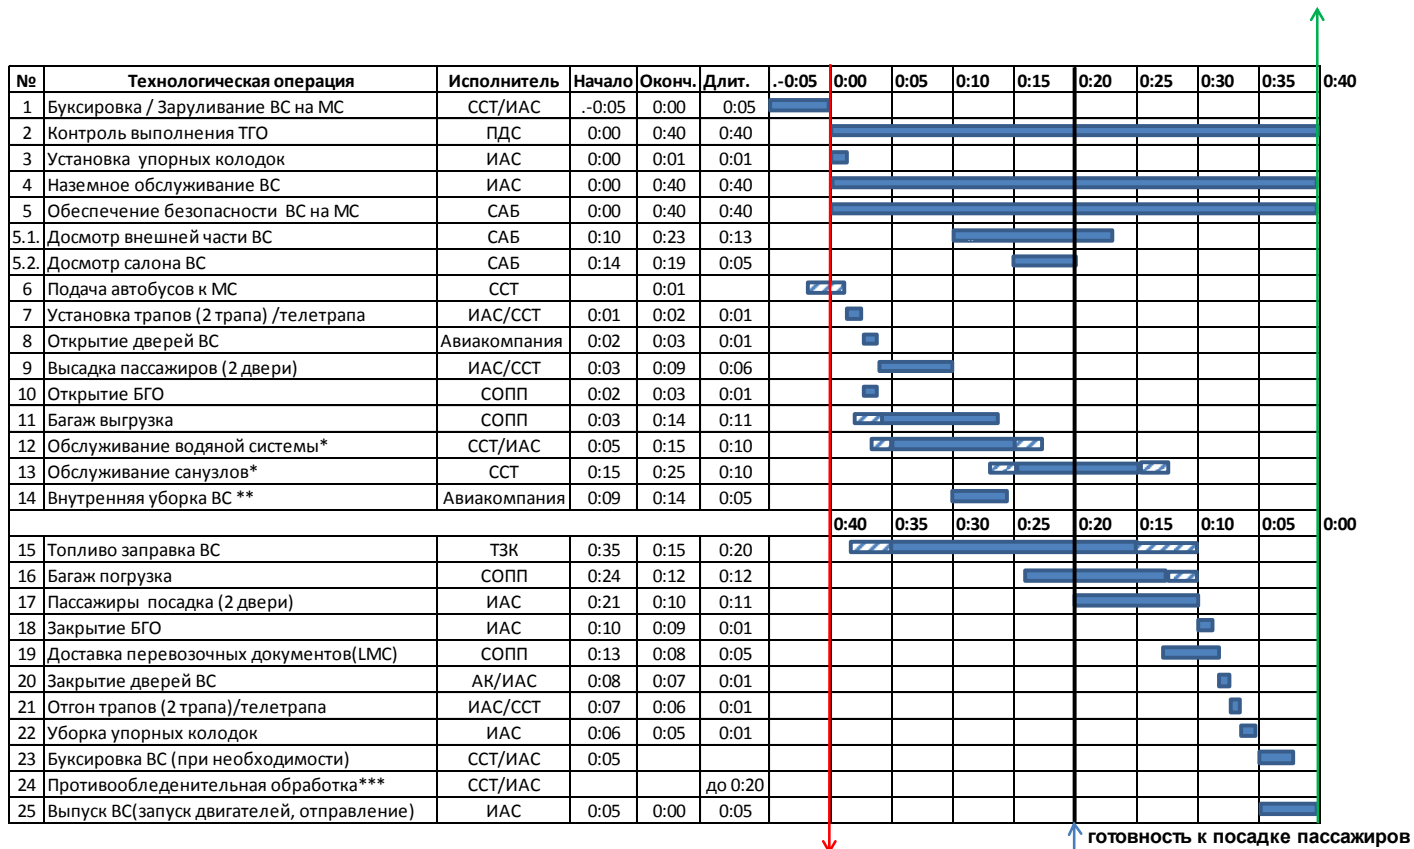 № Технологическая операция Исполнитель Начало Оконч. Длит. .-0:05 0:00 0:05 0:10 0:15 0:20 0:25 0:30 0:35 0:40
1 Буксировка / Заруливание ВС на МС ССТ/ИАС .-0:05 0:00 0:05
2 Контроль выполнения ТГО ПДС 0:00 0:40 0:40
3 Установка упорных колодок ИАС 0:00 0:01 0:01
4 Наземное обслуживание ВС ИАС 0:00 0:40 0:40
5 Обеспечение безопасности ВС на МС САБ 0:00 0:40 0:40
5.1. Досмотр внешней части ВС САБ 0:10 0:23 0:13
5.2. Досмотр салона ВС САБ 0:14 0:19 0:05
6 Подача автобусов к МС ССТ 0:01
7 Установка трапов (2 трапа) /телетрапа ИАС/ССТ 0:01 0:02 0:01
8 Открытие дверей ВС Авиакомпания 0:02 0:03 0:01
9 Высадка пассажиров (2 двери) ИАС/ССТ 0:03 0:09 0:06
10 Открытие БГО СОПП 0:02 0:03 0:01
11 Багаж выгрузка СОПП 0:03 0:14 0:11
12 Обслуживание водяной системы* ССТ/ИАС 0:05 0:15 0:10
13 Обслуживание санузлов* ССТ 0:15 0:25 0:10
14 Внутренняя уборка ВС ** Авиакомпания 0:09 0:14 0:05
0:40 0:35 0:30 0:25 0:20 0:15 0:10 0:05 0:00
15 Топливо заправка ВС ТЗК 0:35 0:15 0:20
16 Багаж погрузка СОПП 0:24 0:12 0:12
17 Пассажиры посадка (2 двери) ИАС 0:21 0:10 0:11
18 Закрытие БГО ИАС 0:10 0:09 0:01
19 Доставка перевозочных документов(LMC) СОПП 0:13 0:08 0:05
20 Закрытие дверей ВС АК/ИАС 0:08 0:07 0:01
21 Отгон трапов (2 трапа)/телетрапа ИАС/ССТ 0:07 0:06 0:01
22 Уборка упорных колодок ИАС 0:06 0:05 0:01
23 Буксировка ВС (при необходимости) ССТ/ИАС 0:05
24 Противообледенительная обработка*** ССТ/ИАС до 0:20
25 Выпуск ВС(запуск двигателей, отправление) ИАС 0:05 0:00 0:05
готовность к посадке пассажиров